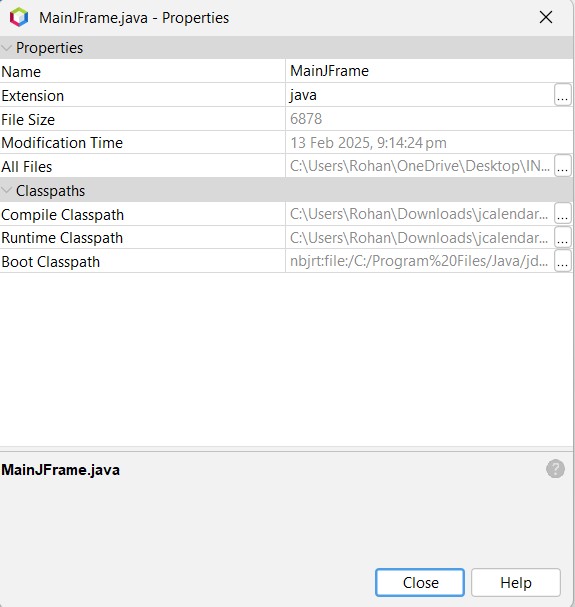 MainJFrame.java - Properties
Properties
Name MainJFrame
Extension java ...
File Size 6878
Modification Time 13 Feb 2025, 9:14:24 pm
All Files C:\Users\Rohan\OneDrive\Desktop\IN... ...
Classpaths
Compile Classpath C:\Users\Rohan\Downloads\jcalendar... ...
Runtime Classpath C:\Users\Rohan\Downloads\jcalendar... ...
Boot Classpath nbjrt:file:/C:/Program%20Files/Java/jd... ...
MainJFrame.java ?
Close Help